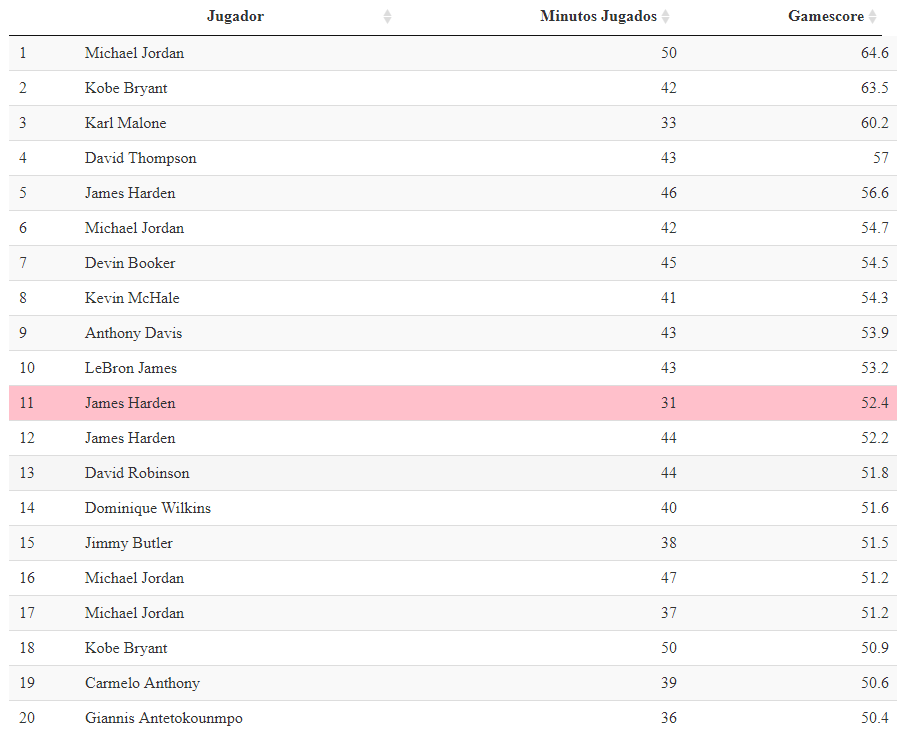 Jugador Minutos Jugados Gamescore
1 Michael Jordan 50 64.6
2 Kobe Bryant 42 63.5
3 Karl Malone 33 60.2
4 David Thompson 43 57
5 James Harden 46 56.6
6 Michael Jordan 42 54.7
7 Devin Booker 45 54.5
8 Kevin McHale 41 54.3
9 Anthony Davis 43 53.9
10 LeBron James 43 53.2
11 James Harden 31 52.4
12 James Harden 44 52.2
13 David Robinson 44 51.8
14 Dominique Wilkins 40 51.6
15 Jimmy Butler 38 51.5
16 Michael Jordan 47 51.2
17 Michael Jordan 37 51.2
18 Kobe Bryant 50 50.9
19 Carmelo Anthony 39 50.6
20 Giannis Antetokounmpo 36 50.4